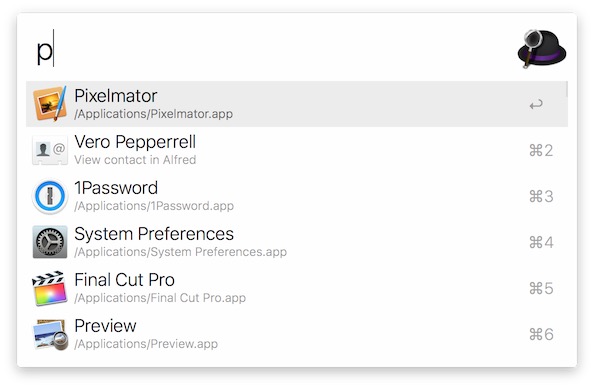 p
Pixelmator
/Applications/Pixelmator.app
↩
Vero Pepperrell
View contact in Alfred
⌘2
1Password
/Applications/1Password.app
⌘3
System Preferences
/Applications/System Preferences.app
⌘4
Final Cut Pro
/Applications/Final Cut Pro.app
⌘5
Preview
/Applications/Preview.app
⌘6